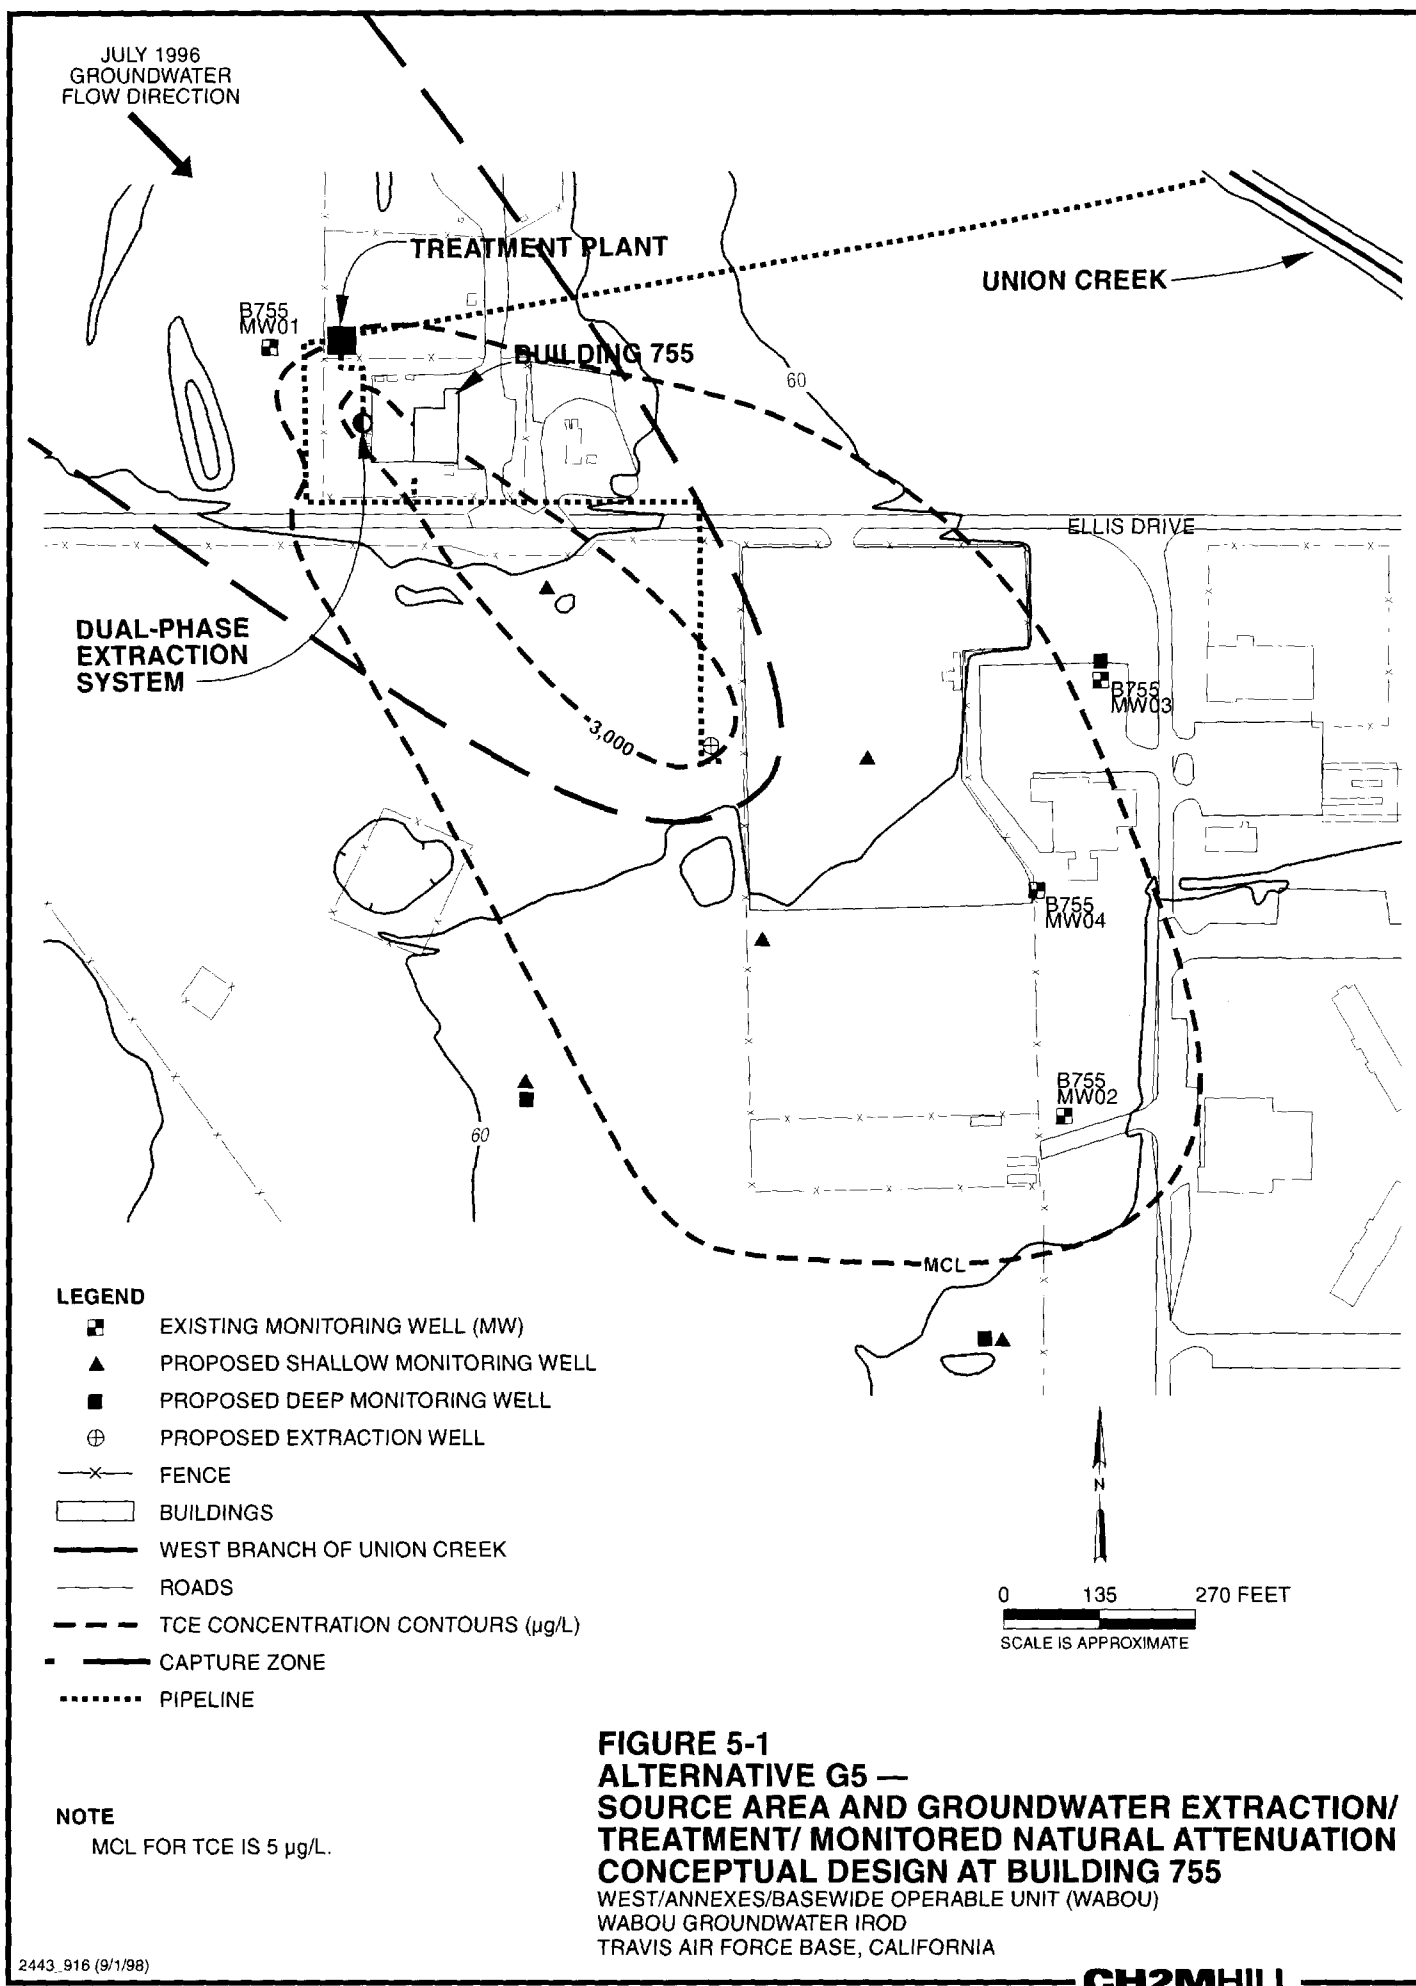 JULY 1996
GROUNDWATER
FLOW DIRECTION
TREATMENT PLANT
UNION CREEK
B755
MW01
BUILDING 755
60
ELLIS DRIVE
DUAL-PHASE
EXTRACTION
SYSTEM
B755
MW03
3,000
B755
MW04
B755
MW02
60
MCL
LEGEND
EXISTING MONITORING WELL (MW)
PROPOSED SHALLOW MONITORING WELL
PROPOSED DEEP MONITORING WELL
PROPOSED EXTRACTION WELL
FENCE
BUILDINGS
WEST BRANCH OF UNION CREEK
ROADS
TCE CONCENTRATION CONTOURS (µg/L)
CAPTURE ZONE
PIPELINE
N
0 135 270 FEET
SCALE IS APPROXIMATE
NOTE
MCL FOR TCE IS 5 µg/L.
FIGURE 5-1
ALTERNATIVE G5 —
SOURCE AREA AND GROUNDWATER EXTRACTION/
TREATMENT/ MONITORED NATURAL ATTENUATION
CONCEPTUAL DESIGN AT BUILDING 755
WEST/ANNEXES/BASEWIDE OPERABLE UNIT (WABOU)
WABOU GROUNDWATER IROD
TRAVIS AIR FORCE BASE, CALIFORNIA
2443_916 (9/1/98)
CH2MHILL